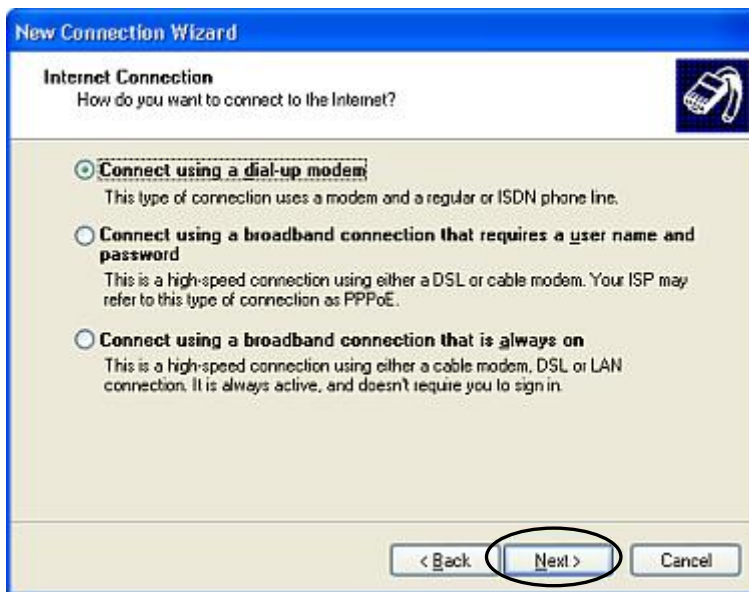 New Connection Wizard
Internet Connection
How do you want to connect to the Internet?
Connect using a dial-up modem
This type of connection uses a modem and a regular or ISDN phone line.
Connect using a broadband connection that requires a user name and
password
This is a high-speed connection using either a DSL or cable modem. Your ISP may
refer to this type of connection as PPPoE.
Connect using a broadband connection that is always on
This is a high-speed connection using either a cable modem, DSL or LAN
connection. It is always active, and doesn't require you to sign in.
< Back
Next >
Cancel